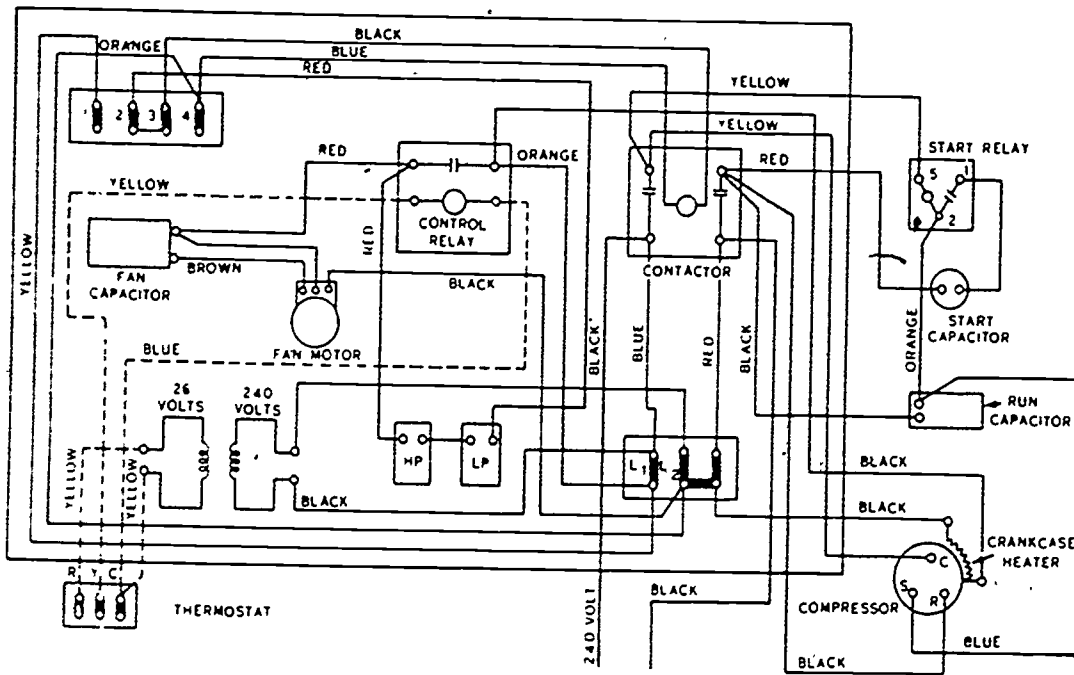 BLACK
ORANGE
BLUE
RED
YELLOW
1 2 3 4
YELLOW
RED
ORANGE
RED
START RELAY
5 1
2
YELLOW
CONTROL
RELAY
RED
CONTACTOR
FAN
CAPACITOR
BROWN
BLACK
START
CAPACITOR
YELLOW
FAN MOTOR
BLACK
BLUE
RED
BLACK
ORANGE
BLUE
26
VOLTS
240
VOLTS
RUN
CAPACITOR
HP
LP
L1
BLACK
YELLOW
YELLOW
BLACK
BLACK
CRANKCASE
HEATER
C
R Y C
THERMOSTAT
BLACK
COMPRESSOR
S
R
240 VOLT
BLUE
BLACK